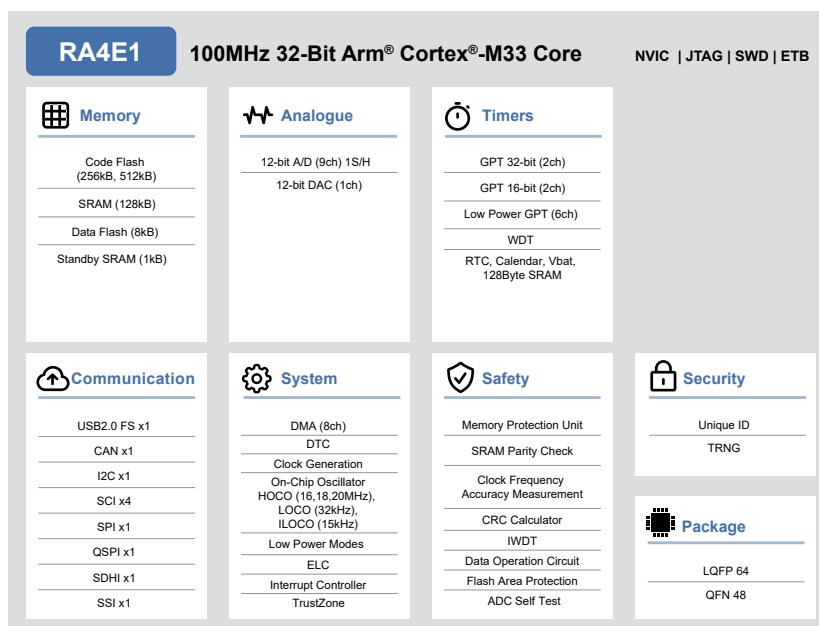 RA4E1
100MHz 32-Bit Arm® Cortex®-M33 Core
NVIC | JTAG | SWD | ETB
Memory
Code Flash
(256kB, 512kB)
SRAM (128kB)
Data Flash (8kB)
Standby SRAM (1kB)
Analogue
12-bit A/D (9ch) 1S/H
12-bit DAC (1ch)
Timers
GPT 32-bit (2ch)
GPT 16-bit (2ch)
Low Power GPT (6ch)
WDT
RTC, Calendar, Vbat,
128Byte SRAM
Communication
USB2.0 FS x1
CAN x1
I2C x1
SCI x4
SPI x1
QSPI x1
SDHI x1
SSI x1
System
DMA (8ch)
DTC
Clock Generation
On-Chip Oscillator
HOCO (16,18,20MHz),
LOCO (32kHz),
ILOCO (15kHz)
Low Power Modes
ELC
Interrupt Controller
TrustZone
Safety
Memory Protection Unit
SRAM Parity Check
Clock Frequency
Accuracy Measurement
CRC Calculator
IWDT
Data Operation Circuit
Flash Area Protection
ADC Self Test
Security
Unique ID
TRNG
Package
LQFP 64
QFN 48